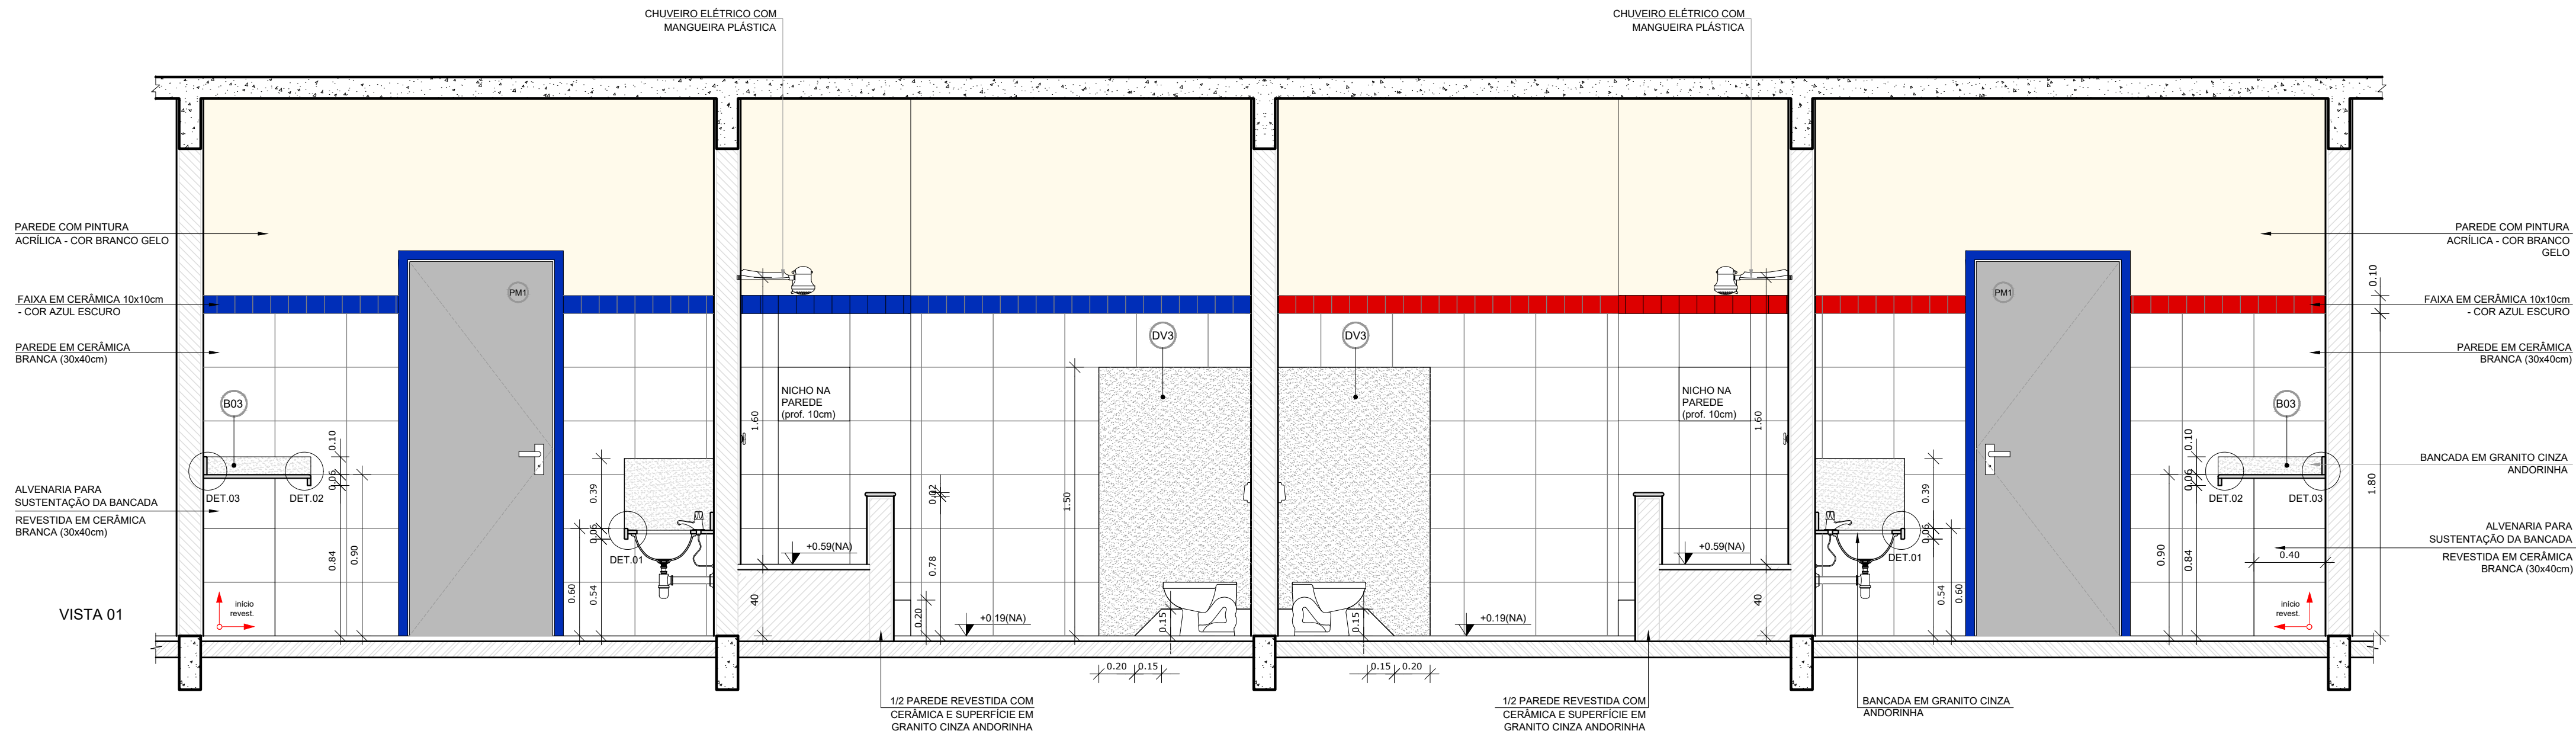 CHUVEIRO ELÉTRICO COM
MANGUEIRA PLÁSTICA
CHUVEIRO ELÉTRICO COM
MANGUEIRA PLÁSTICA
PAREDE COM PINTURA
ACRÍLICA - COR BRANCO GELO
FAIXA EM CERÂMICA 10x10cm
- COR AZUL ESCURO
PAREDE EM CERÂMICA
BRANCA (30x40cm)
ALVENARIA PARA
SUSTENTAÇÃO DA BANCADA
REVESTIDA EM CERÂMICA
BRANCA (30x40cm)
VISTA 01
B03
DET.03
DET.02
0.10
0.06
0.84
0.90
início
revest.
PM1
0.39
0.06
DET.01
0.60
0.54
1.60
NICHO NA
PAREDE
(prof. 10cm)
+0.59(NA)
40
0.02
0.78
0.20
+0.19(NA)
1.50
DV3
0.15
0.20
0.15
1/2 PAREDE REVESTIDA COM
CERÂMICA E SUPERFÍCIE EM
GRANITO CINZA ANDORINHA
DV3
0.15
0.15
0.20
+0.19(NA)
NICHO NA
PAREDE
(prof. 10cm)
1.60
+0.59(NA)
40
1/2 PAREDE REVESTIDA COM
CERÂMICA E SUPERFÍCIE EM
GRANITO CINZA ANDORINHA
0.39
0.06
DET.01
0.54
0.60
BANCADA EM GRANITO CINZA
ANDORINHA
PM1
B03
0.10
0.06
DET.02
DET.03
0.90
0.84
0.40
início
revest.
PAREDE COM PINTURA
ACRÍLICA - COR BRANCO
GELO
0.10
FAIXA EM CERÂMICA 10x10cm
- COR AZUL ESCURO
PAREDE EM CERÂMICA
BRANCA (30x40cm)
BANCADA EM GRANITO CINZA
ANDORINHA
1.80
ALVENARIA PARA
SUSTENTAÇÃO DA BANCADA
REVESTIDA EM CERÂMICA
BRANCA (30x40cm)